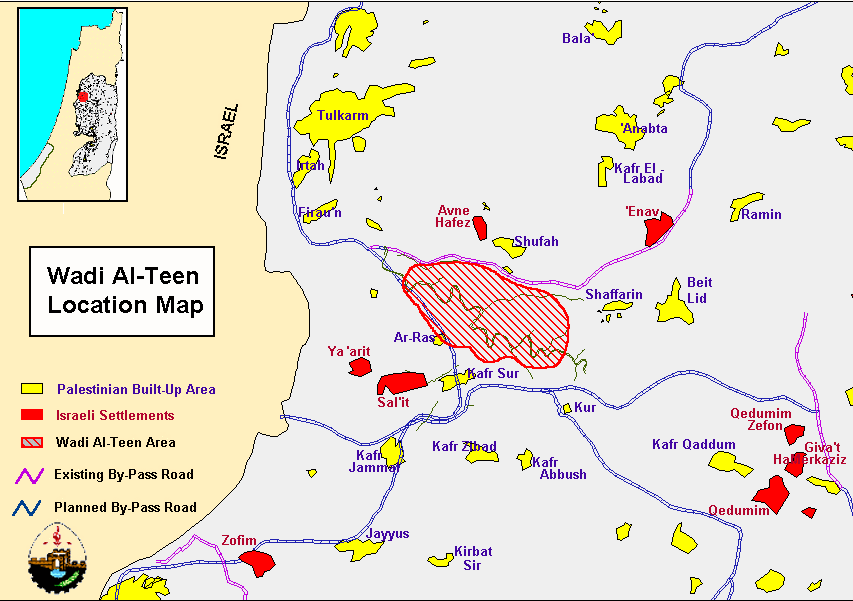 Bala
Tulkarm
'Anabta
ISRAEL
Irtah
Kafr El -
Labad
Firau'n
Avne
Hafez
'Enav
Ramin
Shufah
Wadi Al-Teen
Location Map
Shaffarin
Beit
Lid
Ar-Ras
Ya 'arit
Kafr Sur
Palestinian Built-Up Area
Israeli Settlements
Wadi Al-Teen Area
Existing By-Pass Road
Planned By-Pass Road
Sal'it
Kur
Qedumim
Zefon
Kafr Zibad
Kafr Qaddum
Giva't
HaMerkaziz
Kafr
Jammal
Kafr
Abbush
Qedumim
Zofim
Jayyus
Kirbat
Sir